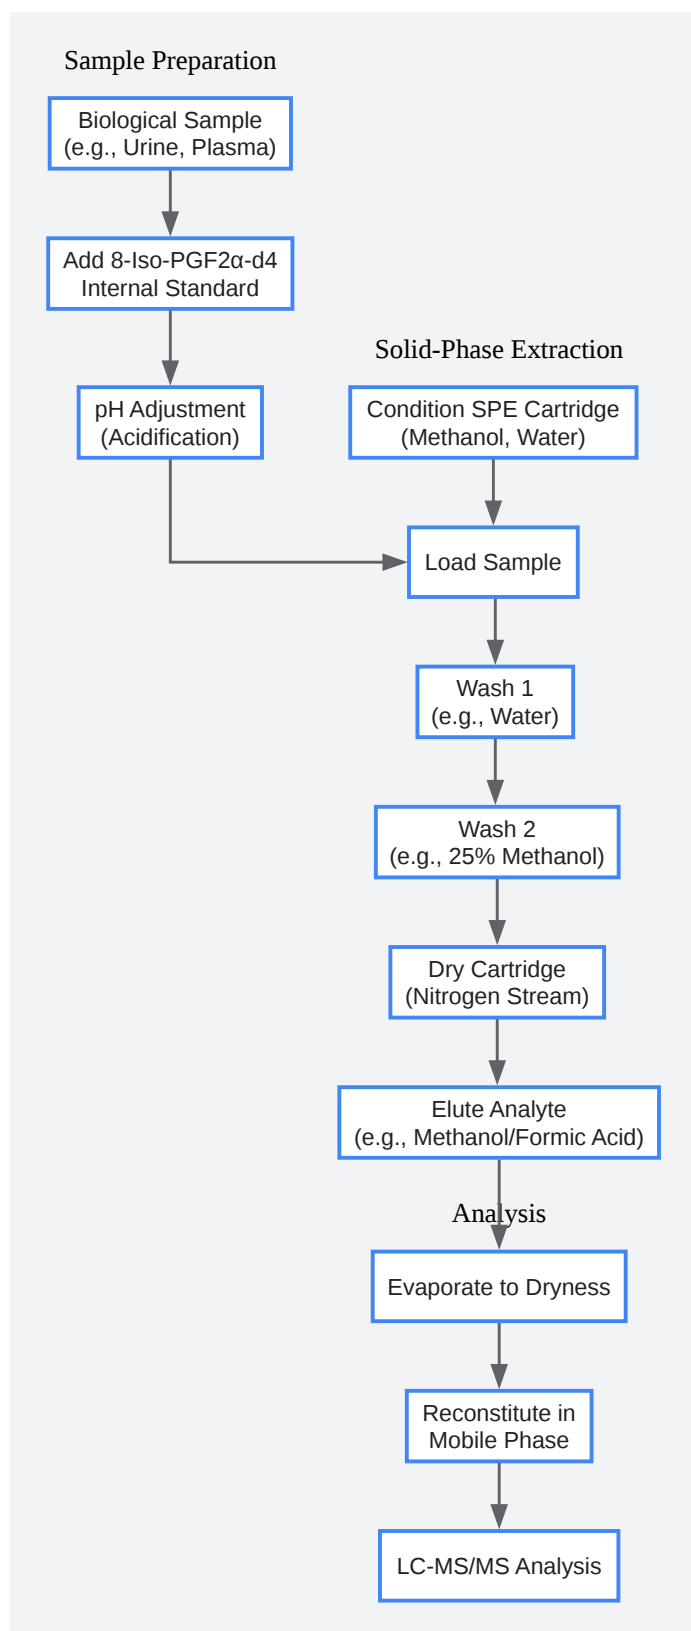 Sample Preparation
Biological Sample
(e.g., Urine, Plasma)
Add 8-Iso-PGF2α-d4
Internal Standard
pH Adjustment
(Acidification)
Solid-Phase Extraction
Condition SPE Cartridge
(Methanol, Water)
Load Sample
Wash 1
(e.g., Water)
Wash 2
(e.g., 25% Methanol)
Dry Cartridge
(Nitrogen Stream)
Elute Analyte
(e.g., Methanol/Formic Acid)
Analysis
Evaporate to Dryness
Reconstitute in
Mobile Phase
LC-MS/MS Analysis